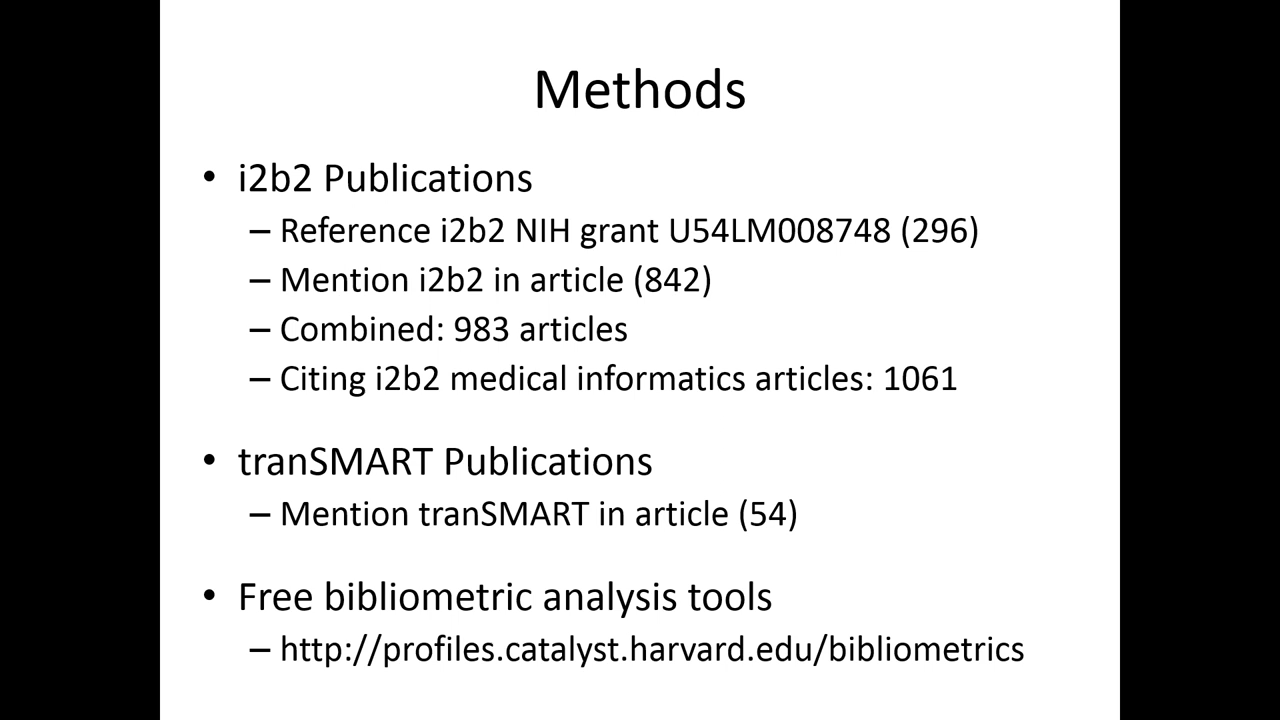 Methods
• i2b2 Publications
– Reference i2b2 NIH grant U54LM008748 (296)
– Mention i2b2 in article (842)
– Combined: 983 articles
– Citing i2b2 medical informatics articles: 1061
• tranSMART Publications
– Mention tranSMART in article (54)
• Free bibliometric analysis tools
– http://profiles.catalyst.harvard.edu/bibliometrics